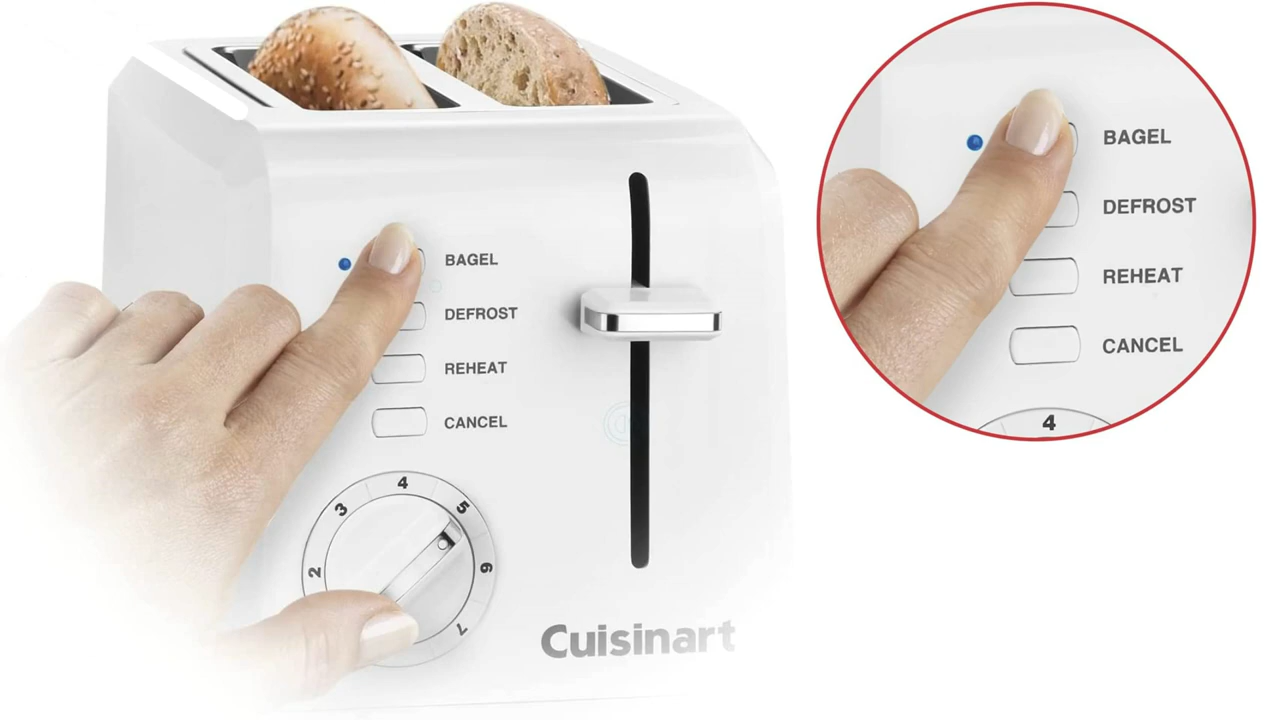 BAGEL
DEFROST
REHEAT
CANCEL
4
3
5
2
6
7
Cuisinart
BAGEL
DEFROST
REHEAT
CANCEL
4